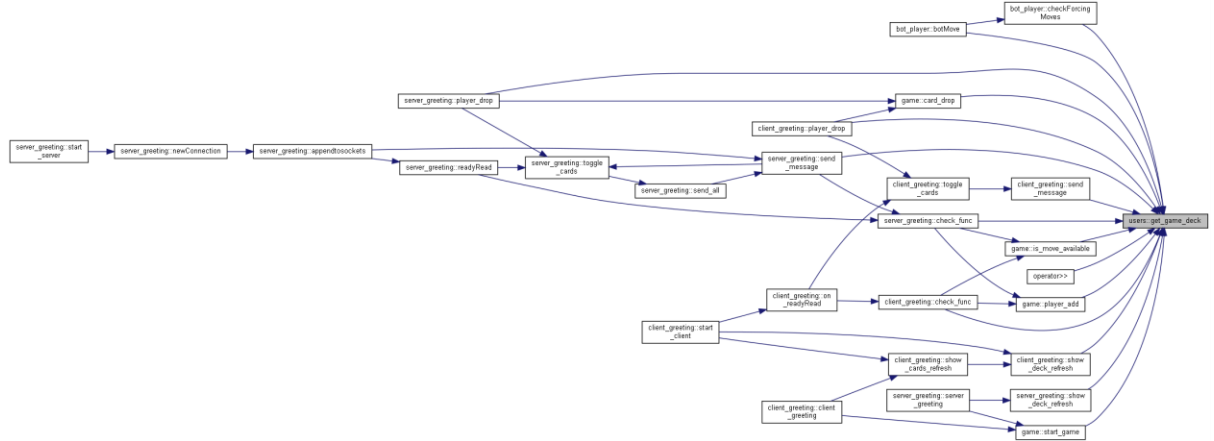 bot_player::checkForcing
Moves
bot_player::botMove
server_greeting::player_drop
game::card_drop
client_greeting::player_drop
server_greeting::start
_server
server_greeting::newConnection
server_greeting::appendtosockets
server_greeting::readyRead
server_greeting::toggle
_cards
server_greeting::send
_message
server_greeting::send_all
client_greeting::toggle
_cards
client_greeting::send
_message
server_greeting::check_func
users::get_game_deck
game::is_move_available
operator>>
client_greeting::on
_readyRead
client_greeting::check_func
game::player_add
client_greeting::start
_client
client_greeting::show
_cards_refresh
client_greeting::show
_deck_refresh
server_greeting::server
_greeting
server_greeting::show
_deck_refresh
client_greeting::client
_greeting
game::start_game